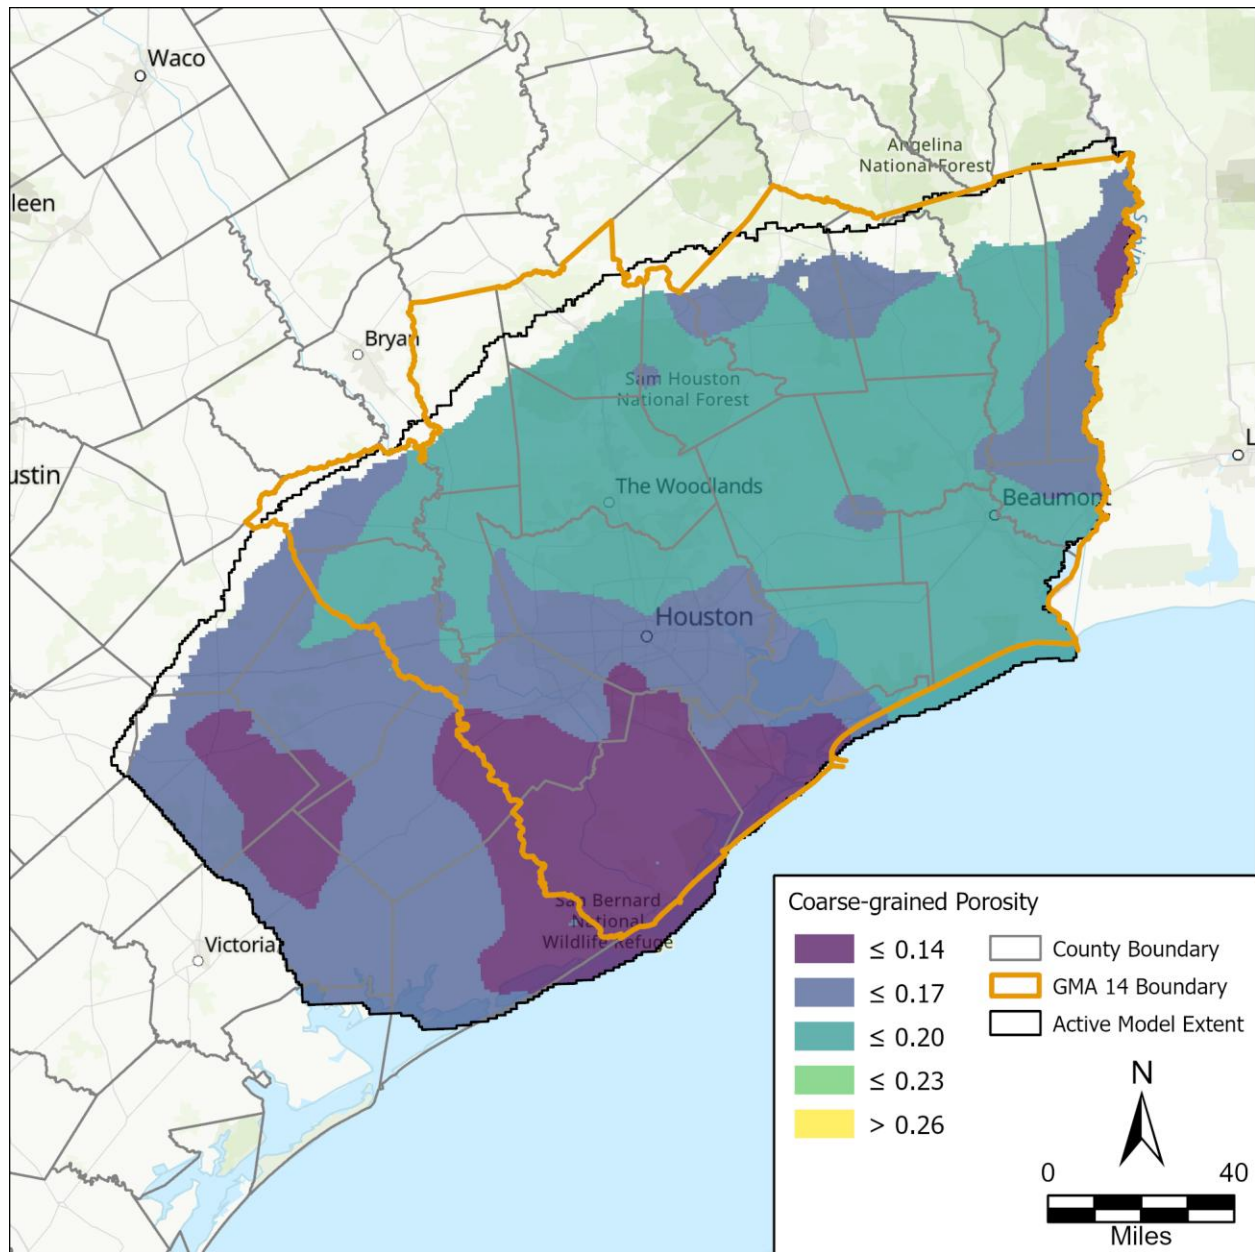 Waco
Angelina
National Forest
leen
Sabine
Bryan
Sam Houston
National Forest
ustin
L
The Woodlands
Beaumont
Houston
San Bernard
National
Wildlife Refuge
Victoria
Coarse-grained Porosity
≤ 0.14
≤ 0.17
≤ 0.20
≤ 0.23
> 0.26
County Boundary
GMA 14 Boundary
Active Model Extent
N
0 40
Miles